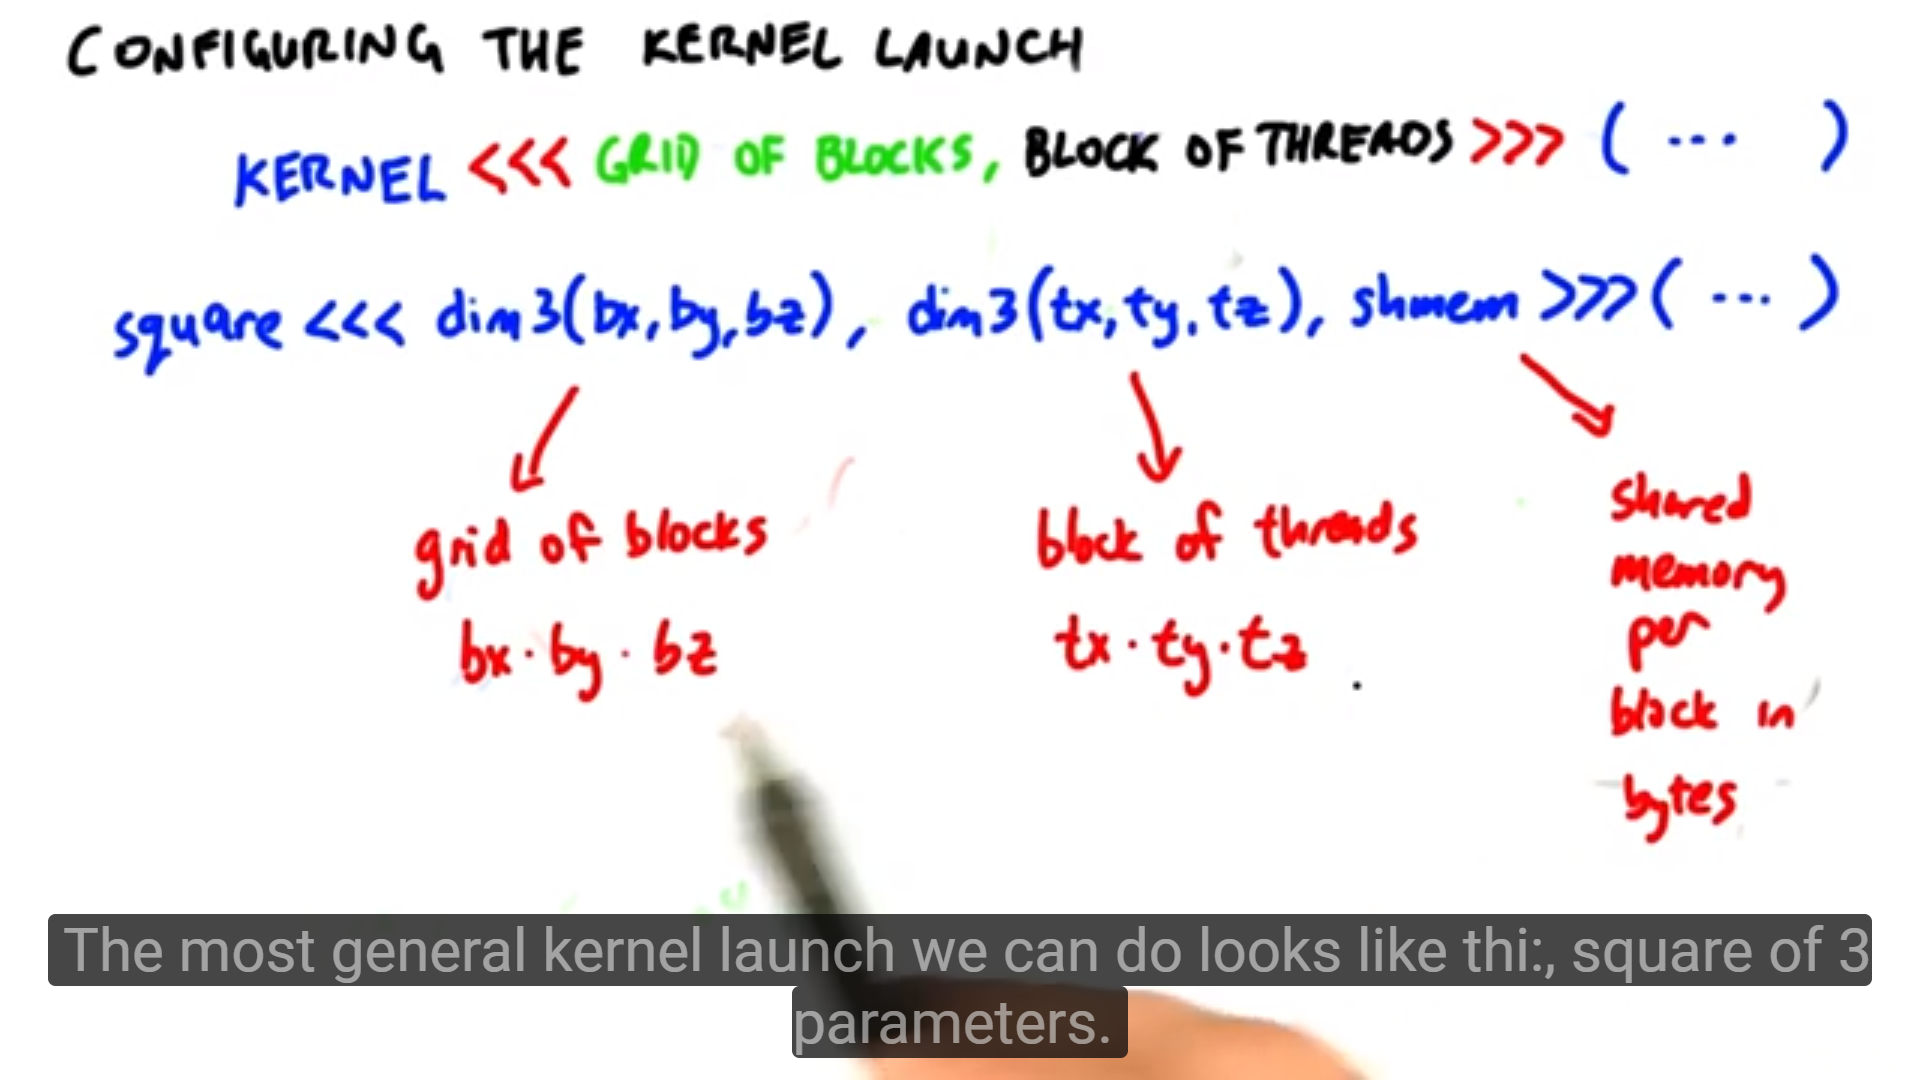 CONFIGURING THE KERNEL LAUNCH
KERNEL <<< GRID OF BLOCKS, BLOCK OF THREADS >>> ( ... )
square <<< dim3(bx,by,bz), dim3(tx,ty,tz), shmem >>> ( ... )
grid of blocks
bx · by · bz
block of threads
tx · ty · tz
shared
memory
per
block in
bytes
The most general kernel launch we can do looks like thi:, square of 3
parameters.